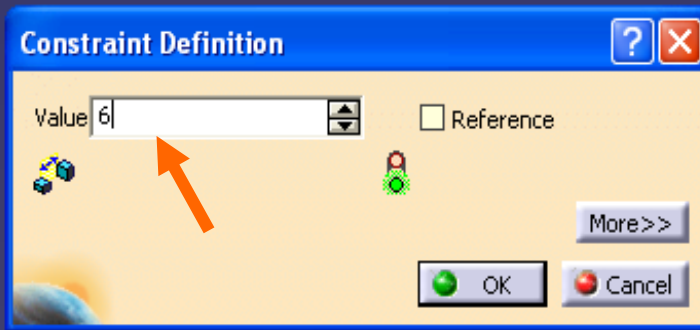 Constraint Definition
?
Value 6 Reference
More>>
OK Cancel